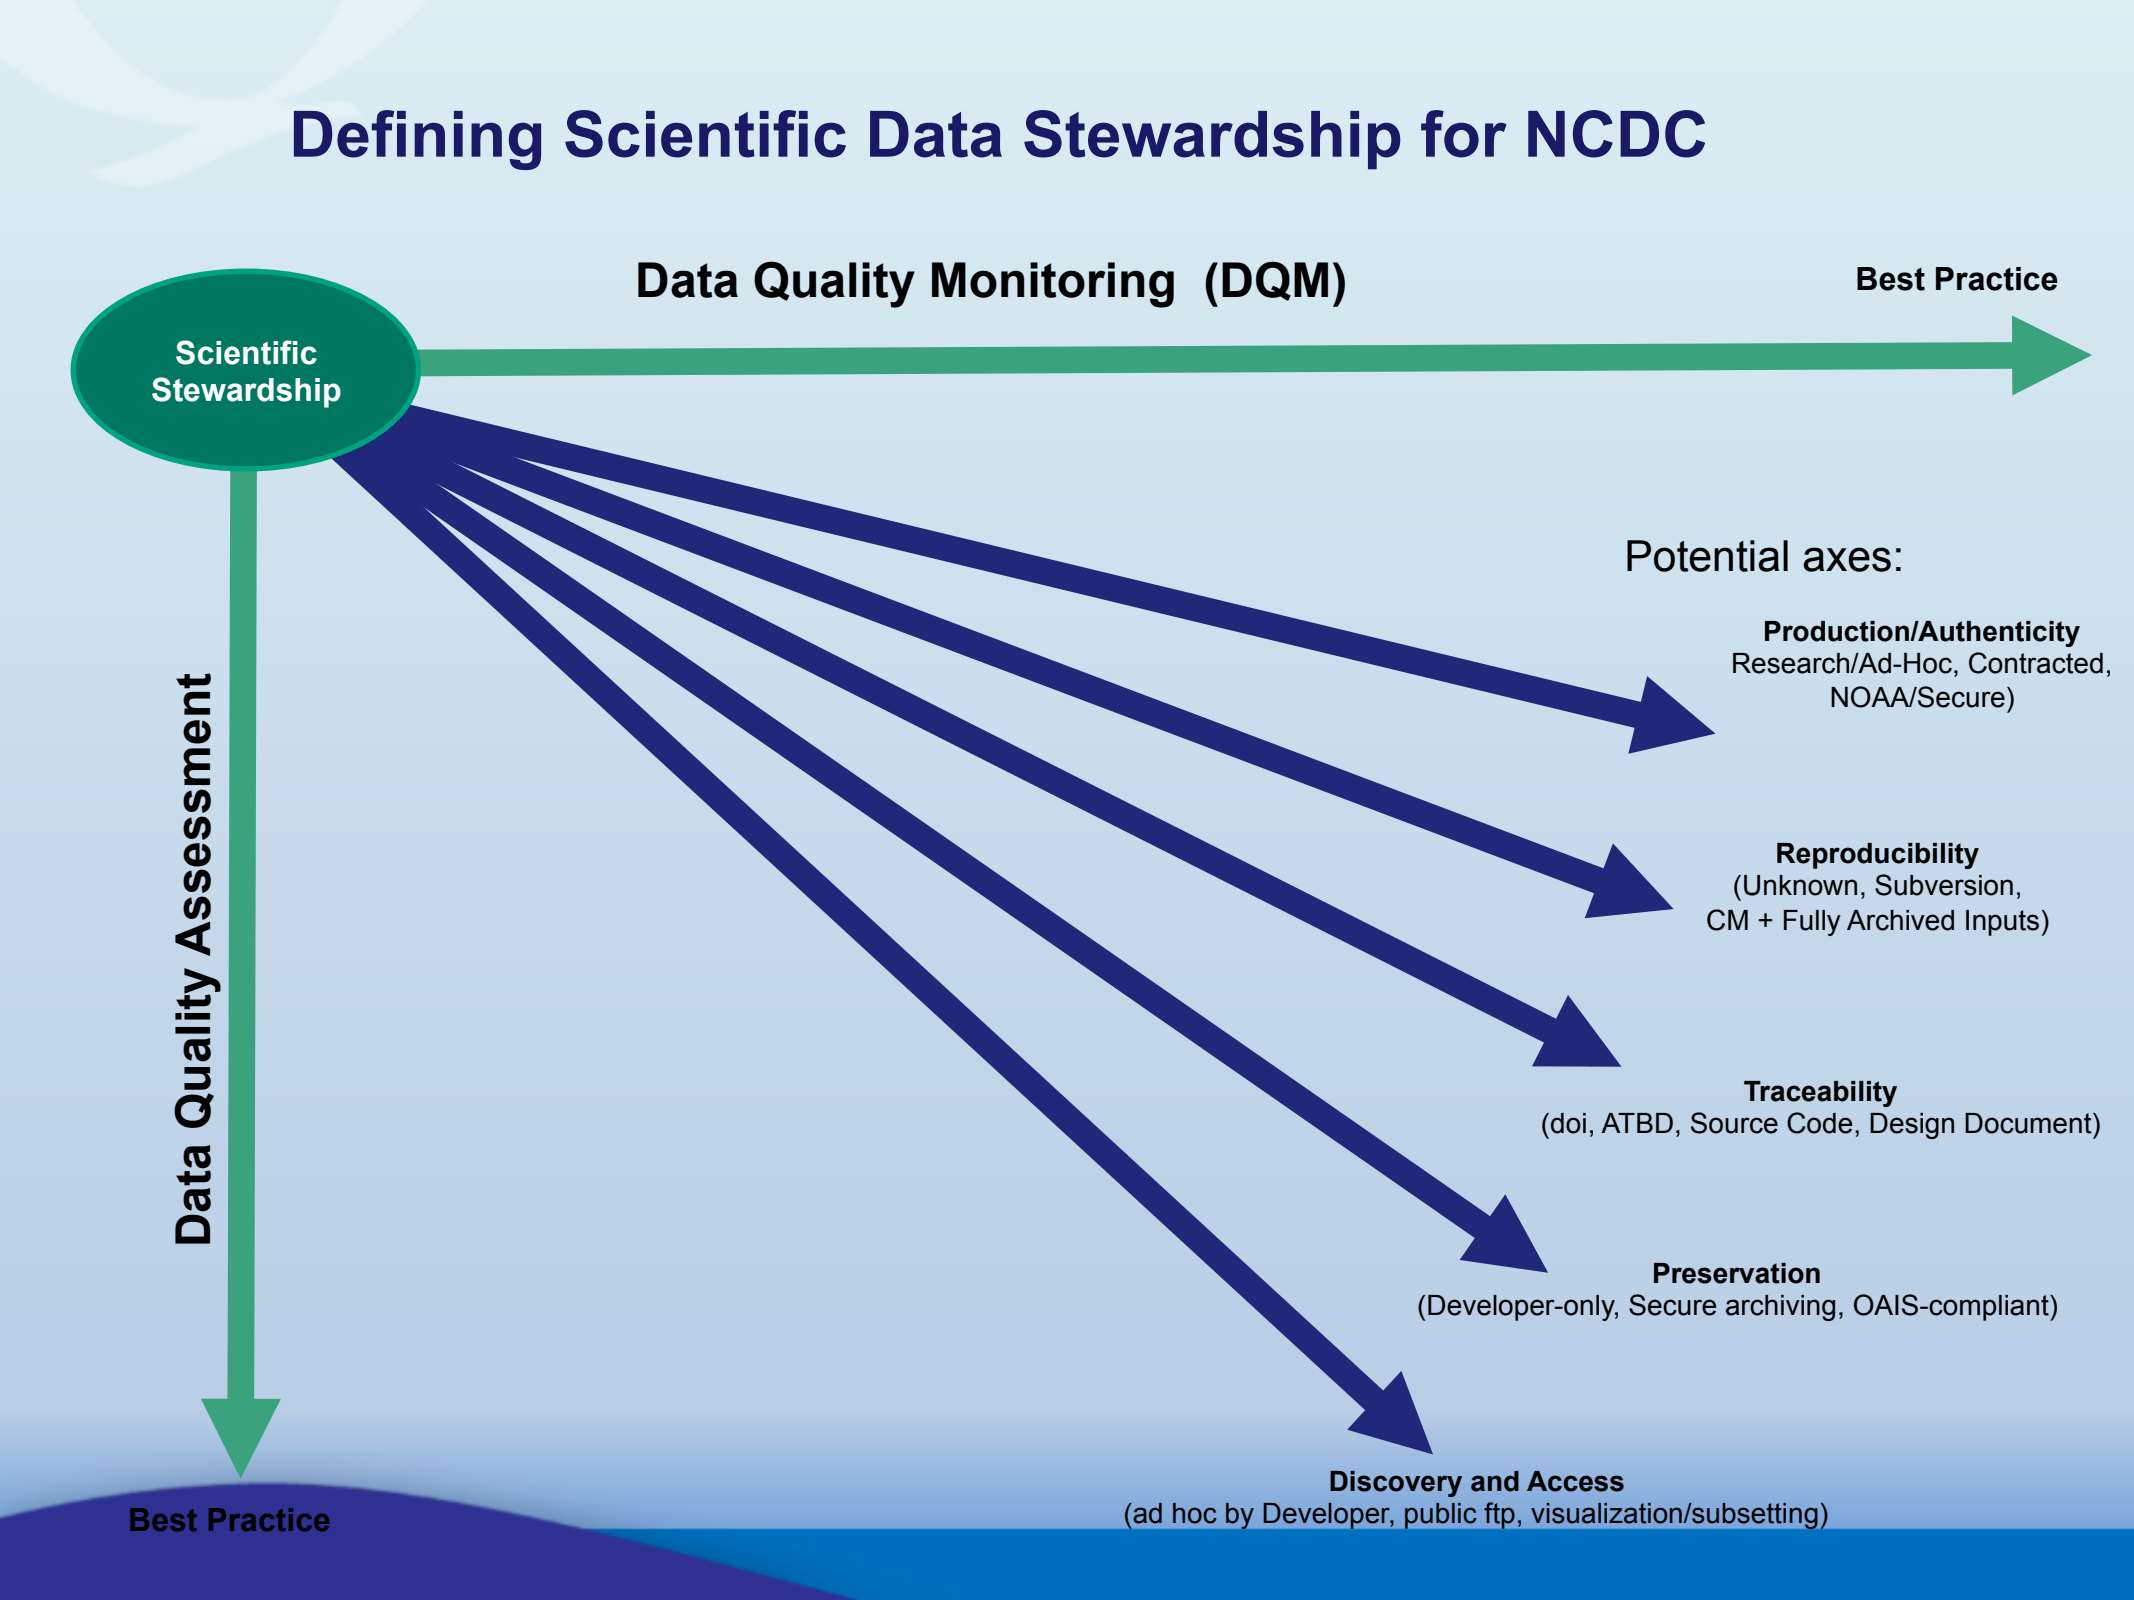 Defining Scientific Data Stewardship for NCDC
Data Quality Monitoring  (DQM)
Best Practice
Scientific
Stewardship
Potential axes:
Production/Authenticity
Research/Ad-Hoc, Contracted,
NOAA/Secure)
Data Quality Assessment
Reproducibility
(Unknown, Subversion,
CM + Fully Archived Inputs)
Traceability
(doi, ATBD, Source Code, Design Document)
Preservation
(Developer-only, Secure archiving, OAIS-compliant)
Discovery and Access
(ad hoc by Developer, public ftp, visualization/subsetting)
Best Practice